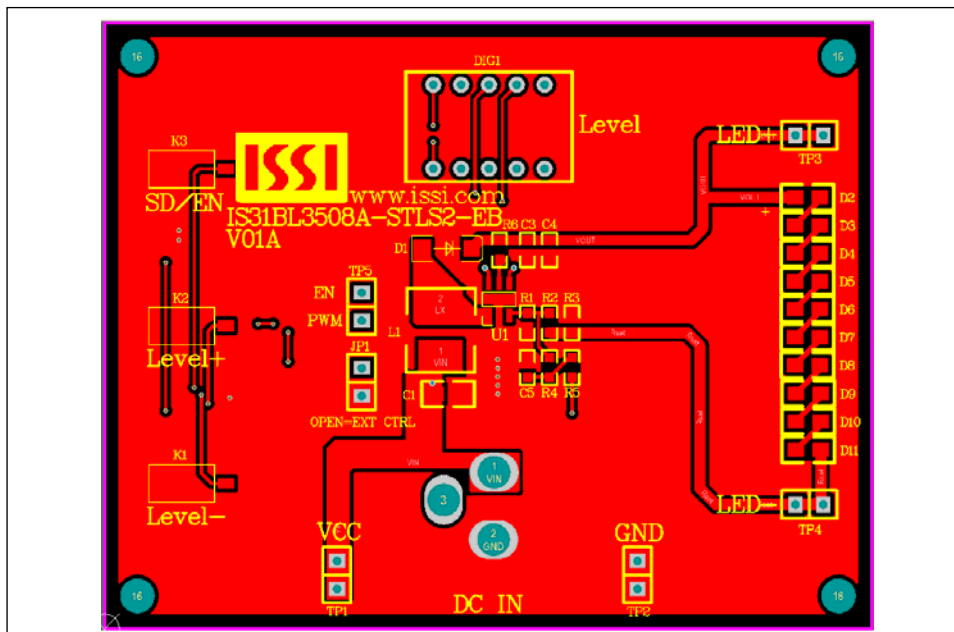 16
16
DIG1
Level
LED+
TP3
K3
ISSI
SD/EN
www.issi.com
IS31BL3508A-STLS2-EB
V01A
R6 C3 C4
D1
VOUT
D2
D3
D4
D5
D6
D7
D8
D9
D10
D11
TP5
EN
PWM
K2
Level+
2
LX
L1
1
VIN
U1
R1 R2 R3
JP1
C1
C5 R4 R5
OPEN=EXT CTRL
K1
Level-
VIN
1
VIN
3
2
GND
LED-
TP4
VCC
TP1
GND
TP2
DC IN
16
16